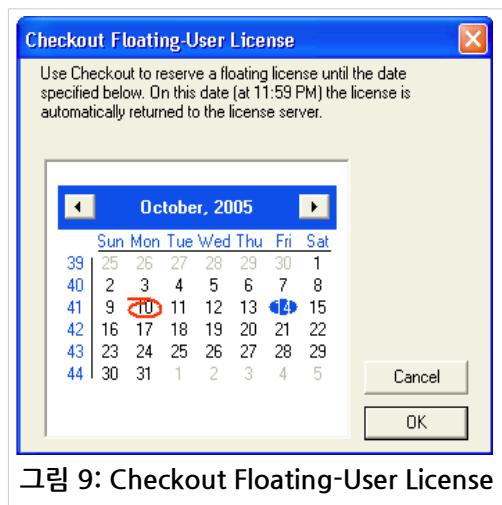 Checkout Floating-User License
Use Checkout to reserve a floating license until the date
specified below. On this date (at 11:59 PM) the license is
automatically returned to the license server.
October, 2005
Sun Mon Tue Wed Thu Fri Sat
39 25 26 27 28 29 30 1
40 2 3 4 5 6 7 8
41 9 10 11 12 13 14 15
42 16 17 18 19 20 21 22
43 23 24 25 26 27 28 29
44 30 31 1 2 3 4 5
Cancel
OK
그림 9: Checkout Floating-User License